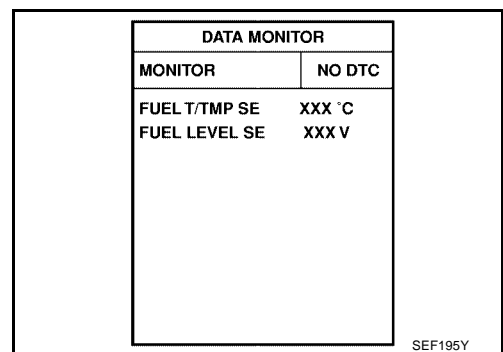 DATA MONITOR
MONITOR NO DTC
FUEL T/TMP SE XXX °C
FUEL LEVEL SE XXX V
SEF195Y